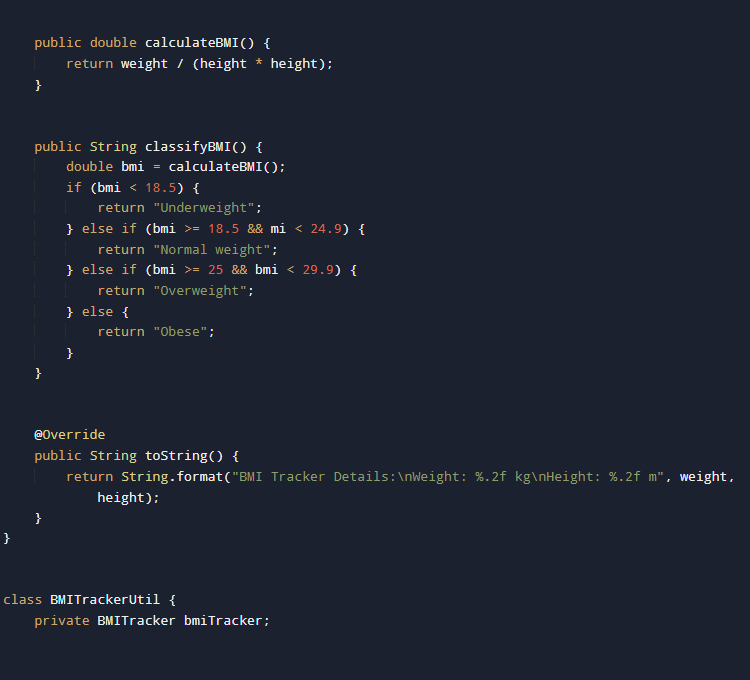 public double calculateBMI() {
return weight / (height * height);
}
public String classifyBMI() {
double bmi = calculateBMI();
if (bmi < 18.5) {
return "Underweight";
} else if (bmi >= 18.5 && mi < 24.9) {
return "Normal weight";
} else if (bmi >= 25 && bmi < 29.9) {
return "Overweight";
} else {
return "Obese";
}
}
@Override
public String toString() {
return String.format("BMI Tracker Details:\nWeight: %.2f kg\nHeight: %.2f m", weight,
height);
}
}
class BMITrackerUtil {
private BMITracker bmiTracker;